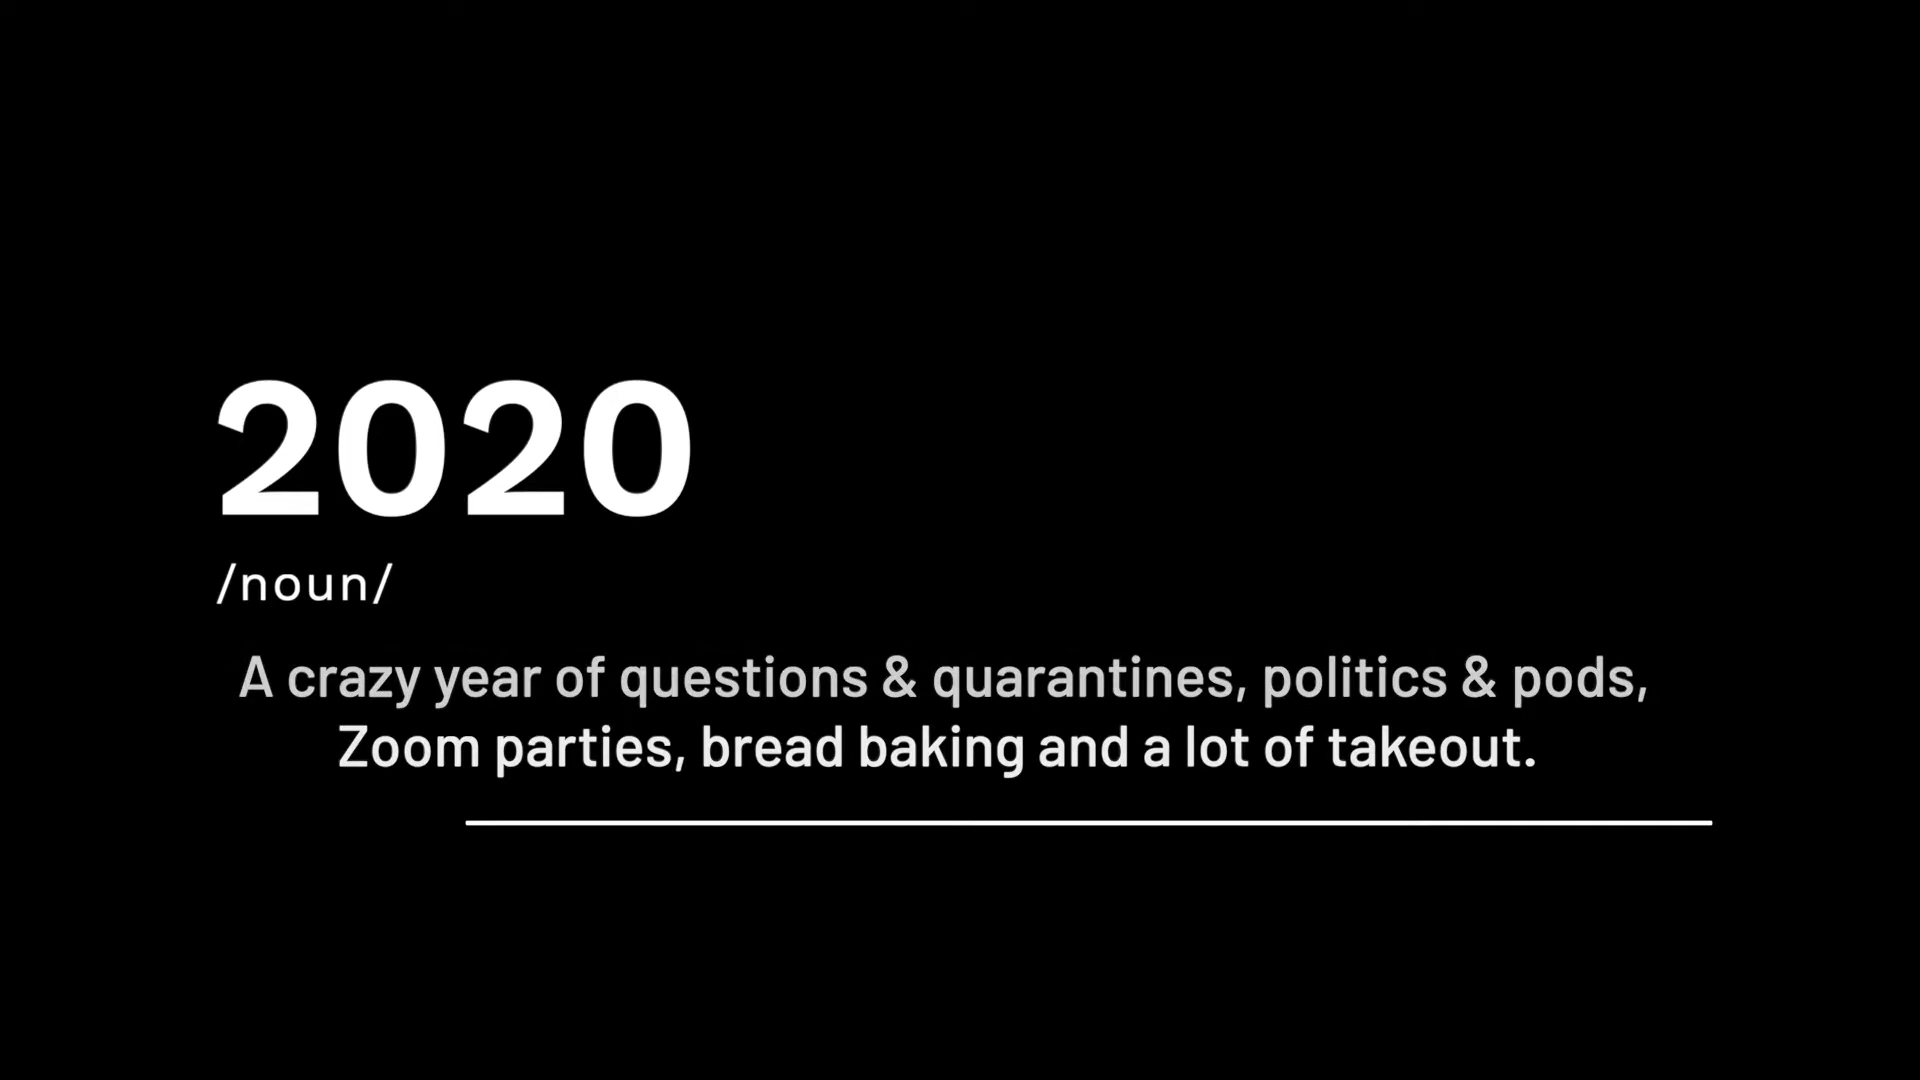 2020
/noun/
A crazy year of questions & quarantines, politics & pods,
Zoom parties, bread baking and a lot of takeout.